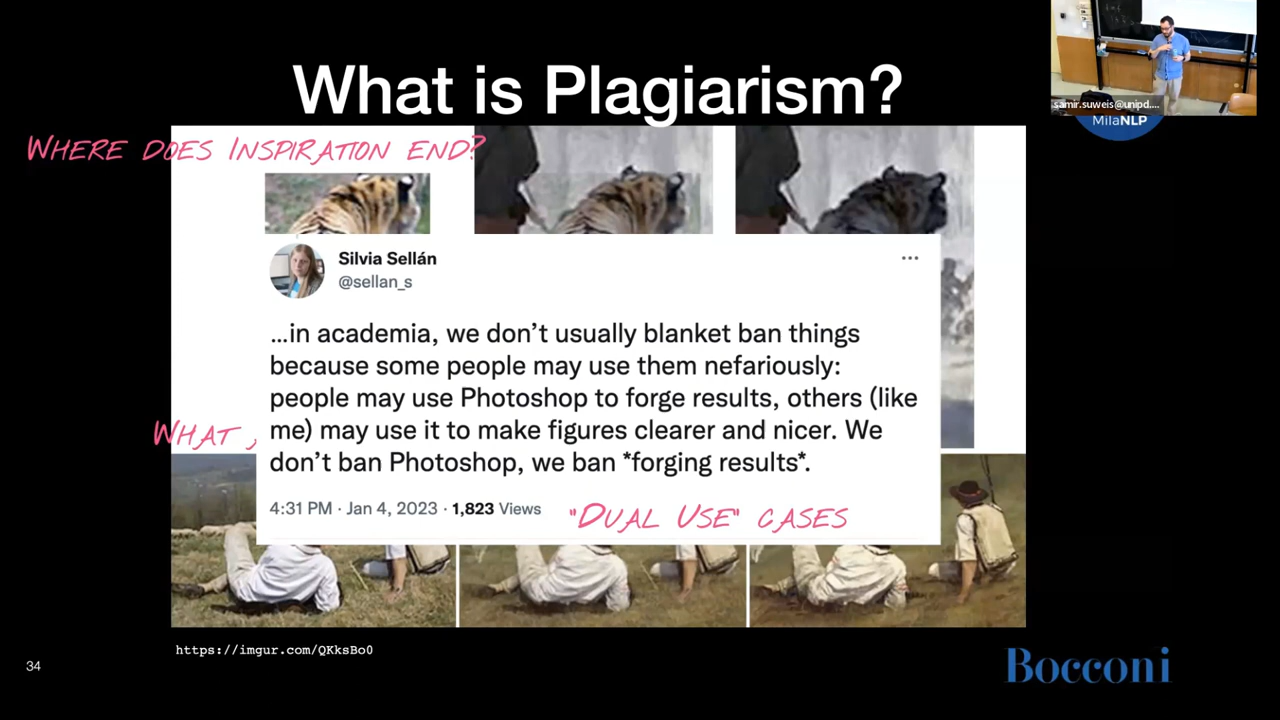 What is Plagiarism?
samir.suweis@unipd....
MilaNLP
WHERE DOES INSPIRATION END?
Silvia Sellán
@sellan_s
...in academia, we don't usually blanket ban things
because some people may use them nefariously:
people may use Photoshop to forge results, others (like
me) may use it to make figures clearer and nicer. We
don't ban Photoshop, we ban *forging results*.
WHAT
4:31 PM · Jan 4, 2023 · 1,823 Views
"DUAL USE" CASES
https://imgur.com/QKksBo0
34
Bocconi